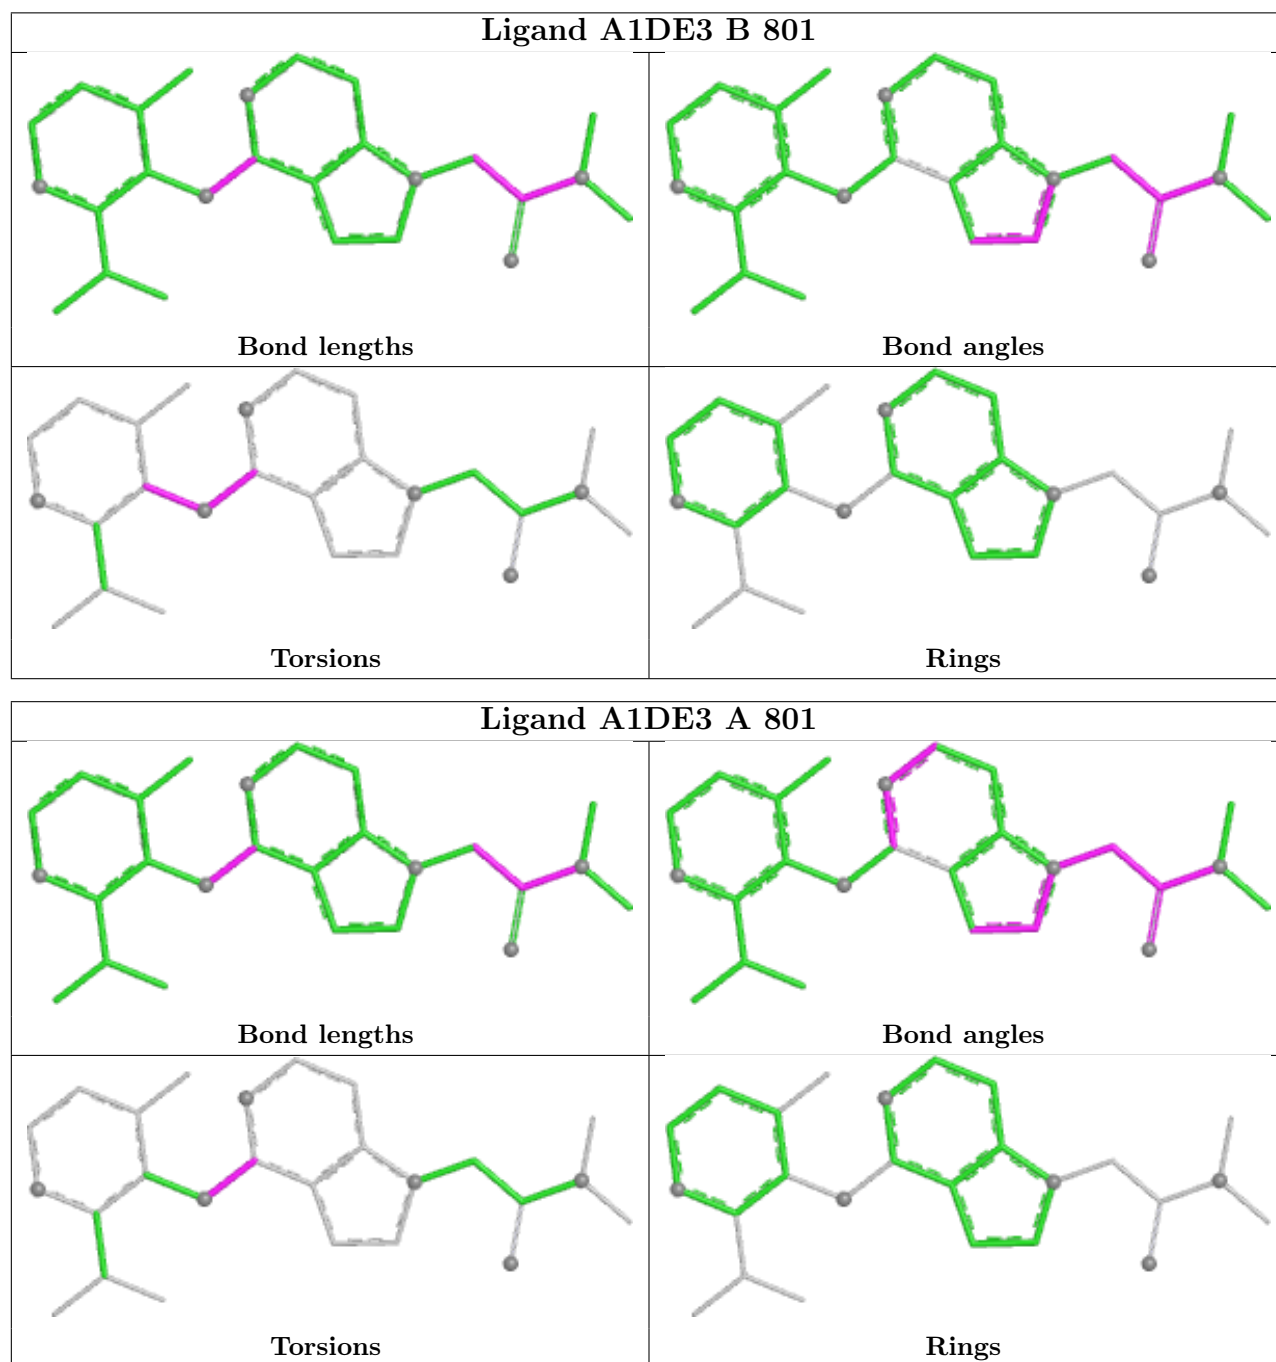 Ligand A1DE3 B 801
Bond lengths
Bond angles
Torsions
Rings
Ligand A1DE3 A 801
Bond lengths
Bond angles
Torsions
Rings